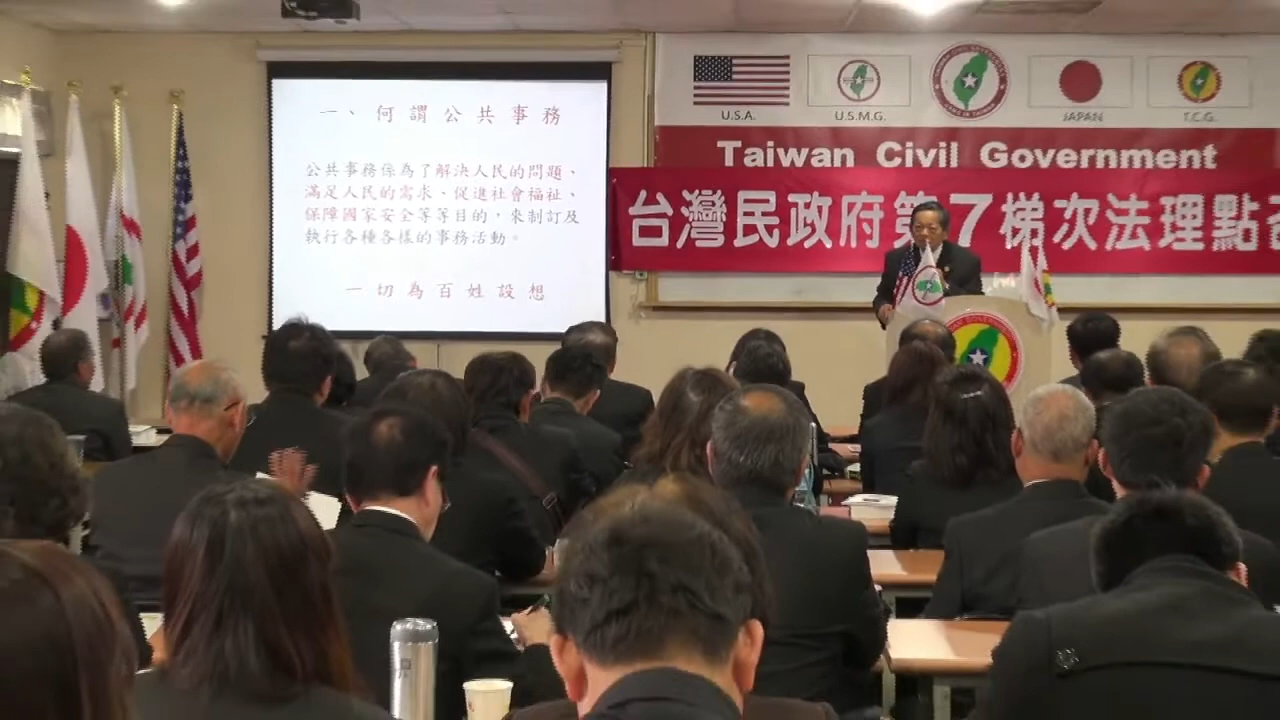 一、何謂公共事務
公共事務係為了解決人民的問題、
滿足人民的需求、促進社會福祉、
保障國家安全等等目的，來制訂及
執行各種各樣的事務活動。
一切為百姓設想
U.S.A.
U.S.M.G.
JAPAN
T.C.G.
Taiwan Civil Government
台灣民政府第7梯次法理點